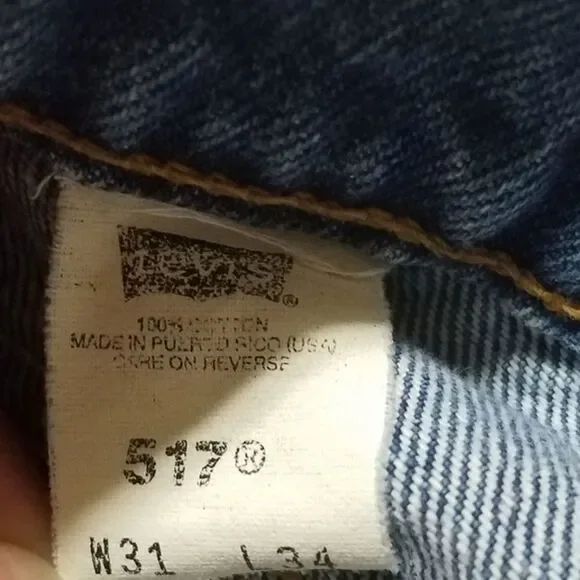 LEVI'S®
100% COTTON
MADE IN PUERTO RICO (USA)
CARE ON REVERSE
517®
W31 L34